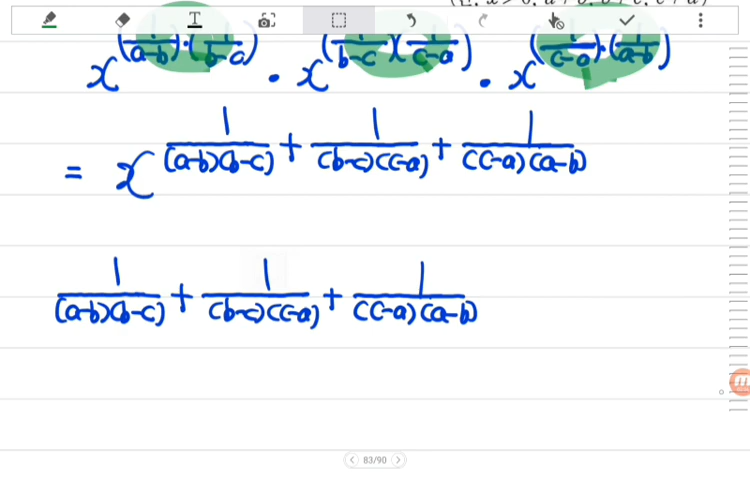 x^(1/(a-b))·(1/(b-c)) · x^(1/(b-c))(1/(c-a)) · x^(1/(c-a))·(1/(a-b))
= x^1/((a-b)(b-c)) + 1/((b-c)(c-a)) + 1/((c-a)(a-b))
1/((a-b)(b-c)) + 1/((b-c)(c-a)) + 1/((c-a)(a-b))
83/90